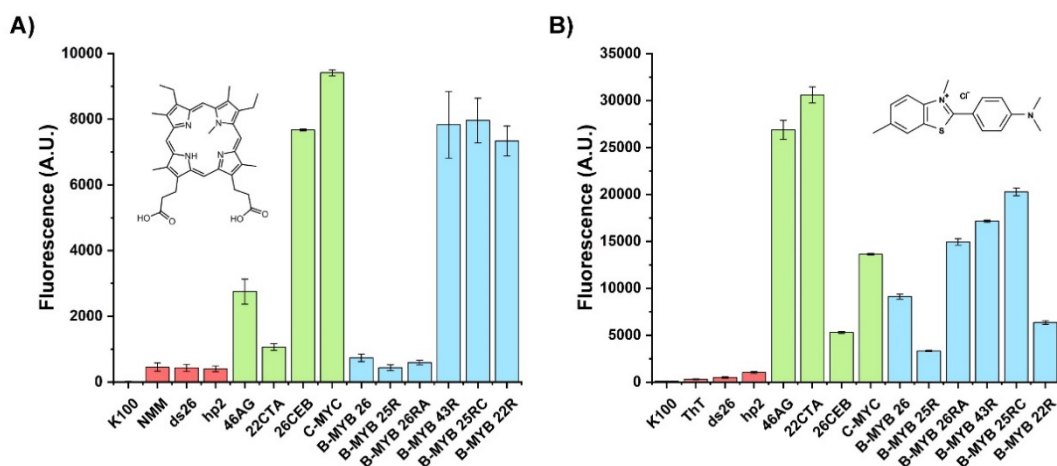 A)
10000
8000
6000
4000
2000
0
Fluorescence (A.U.)
N
N
NH
N
HO
O
O
OH
K100
NMM
ds26
hp2
46AG
22CTA
26CEB
C-MYC
B-MYB 26
B-MYB 25R
B-MYB 26RA
B-MYB 43R
B-MYB 25RC
B-MYB 22R
B)
35000
30000
25000
20000
15000
10000
5000
0
Fluorescence (A.U.)
N+
Cl-
S
N
K100
ThT
ds26
hp2
46AG
22CTA
26CEB
C-MYC
B-MYB 26
B-MYB 25R
B-MYB 26RA
B-MYB 43R
B-MYB 25RC
B-MYB 22R